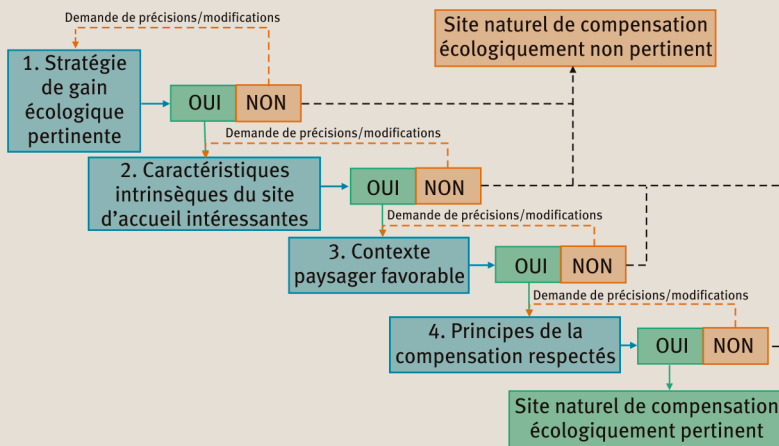 Demande de précisions/modifications
Site naturel de compensation
écologiquement non pertinent
1. Stratégie
de gain
écologique
pertinente
OUI
NON
Demande de précisions/modifications
2. Caractéristiques
intrinsèques du site
d’accueil intéressantes
OUI
NON
Demande de précisions/modifications
3. Contexte
paysager favorable
OUI
NON
Demande de précisions/modifications
4. Principes de la
compensation respectés
OUI
NON
Site naturel de compensation
écologiquement pertinent